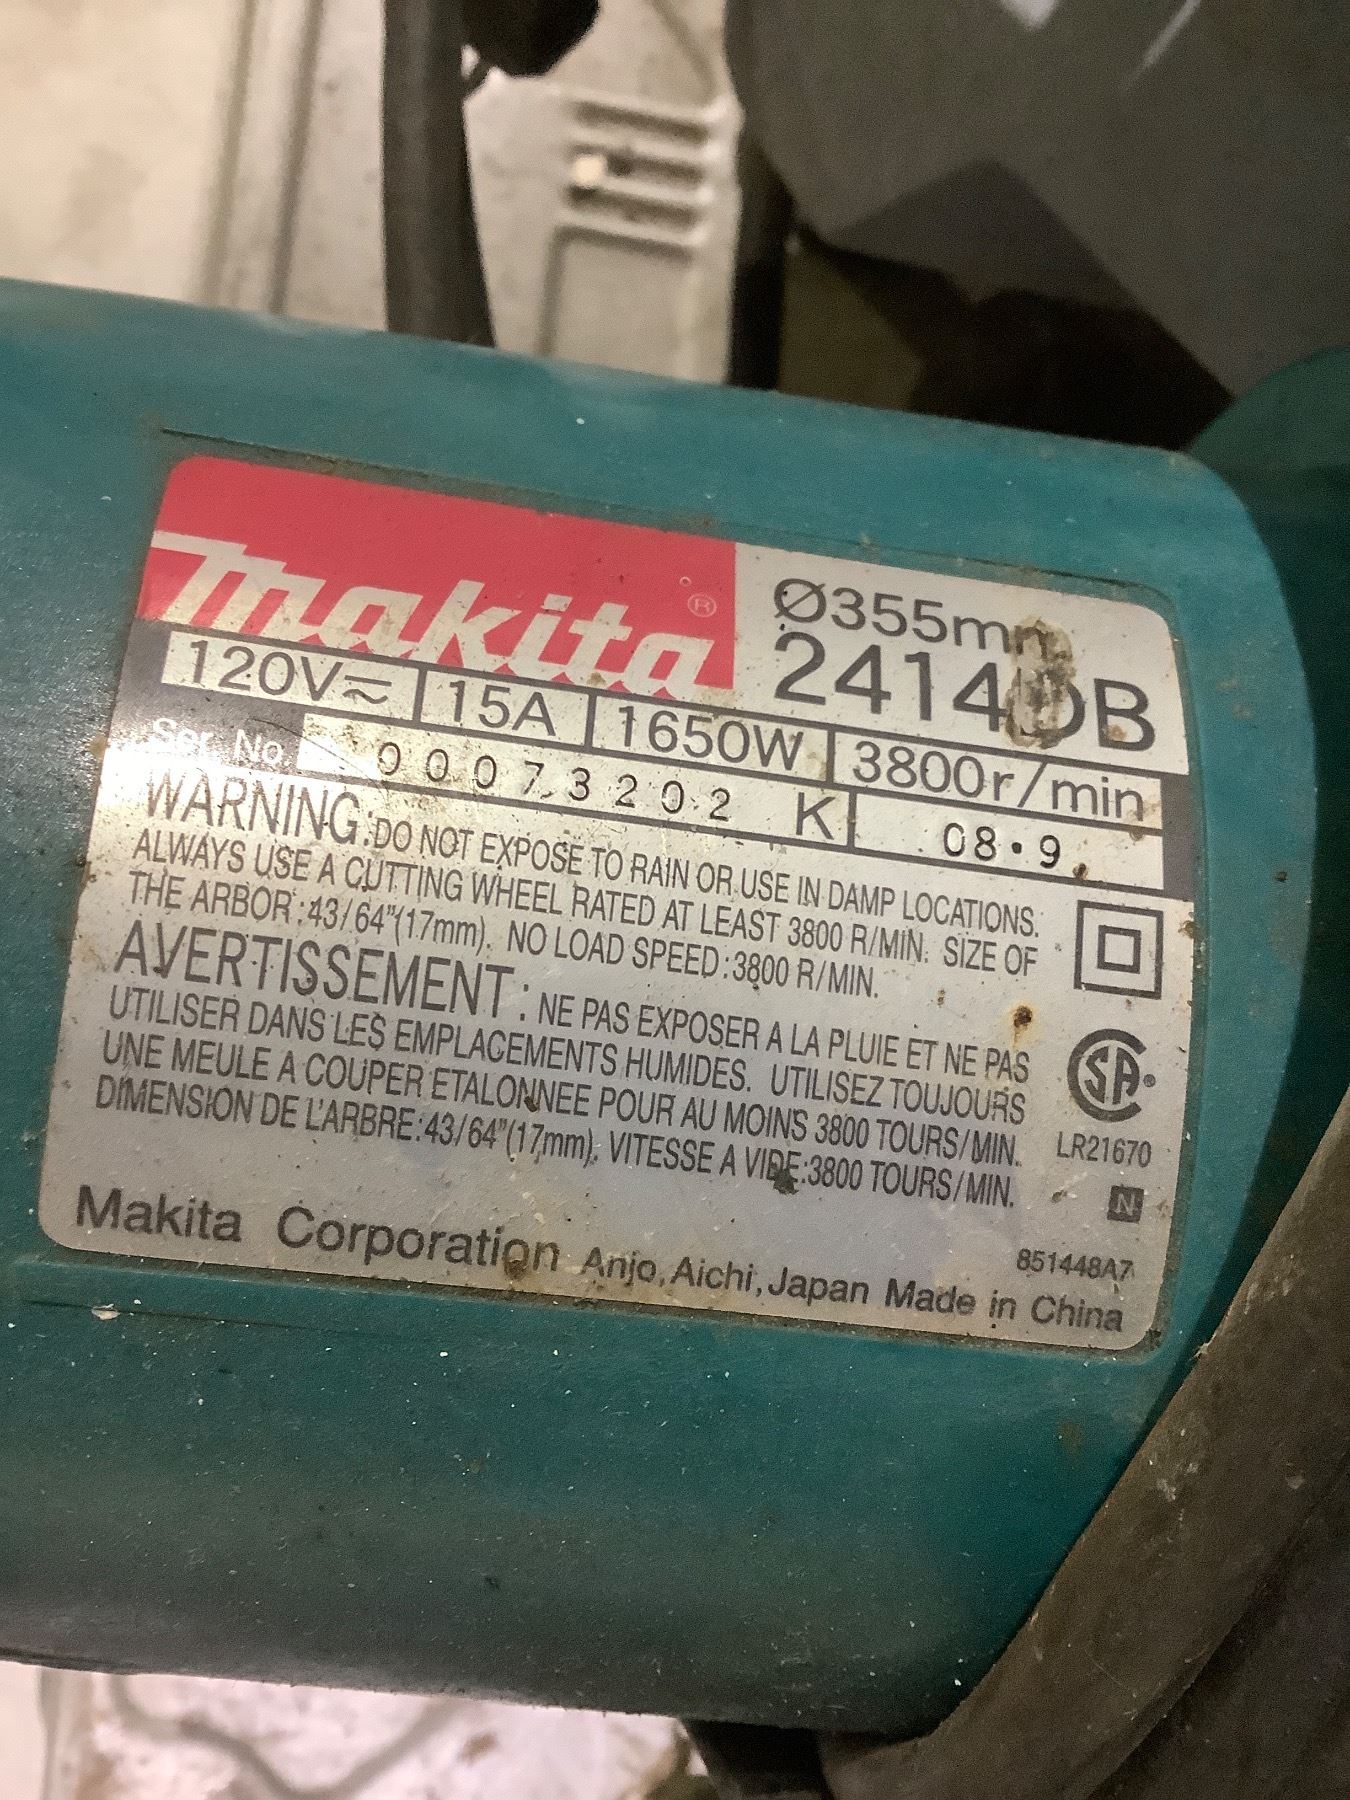 makita®
Ø355mm
2414DB
120V⎓~ 15A 1650W 3800r/min
Ser. No. 00073202 K 08•9
WARNING: DO NOT EXPOSE TO RAIN OR USE IN DAMP LOCATIONS.
ALWAYS USE A CUTTING WHEEL RATED AT LEAST 3800 R/MIN. SIZE OF
THE ARBOR:43/64"(17mm). NO LOAD SPEED:3800 R/MIN.
AVERTISSEMENT: NE PAS EXPOSER A LA PLUIE ET NE PAS
UTILISER DANS LES EMPLACEMENTS HUMIDES. UTILISEZ TOUJOURS
UNE MEULE A COUPER ETALONNEE POUR AU MOINS 3800 TOURS/MIN.
DIMENSION DE L'ARBRE:43/64"(17mm). VITESSE A VIDE:3800 TOURS/MIN.
SA®
LR21670
N
851448A7
Makita Corporation Anjo, Aichi, Japan Made in China